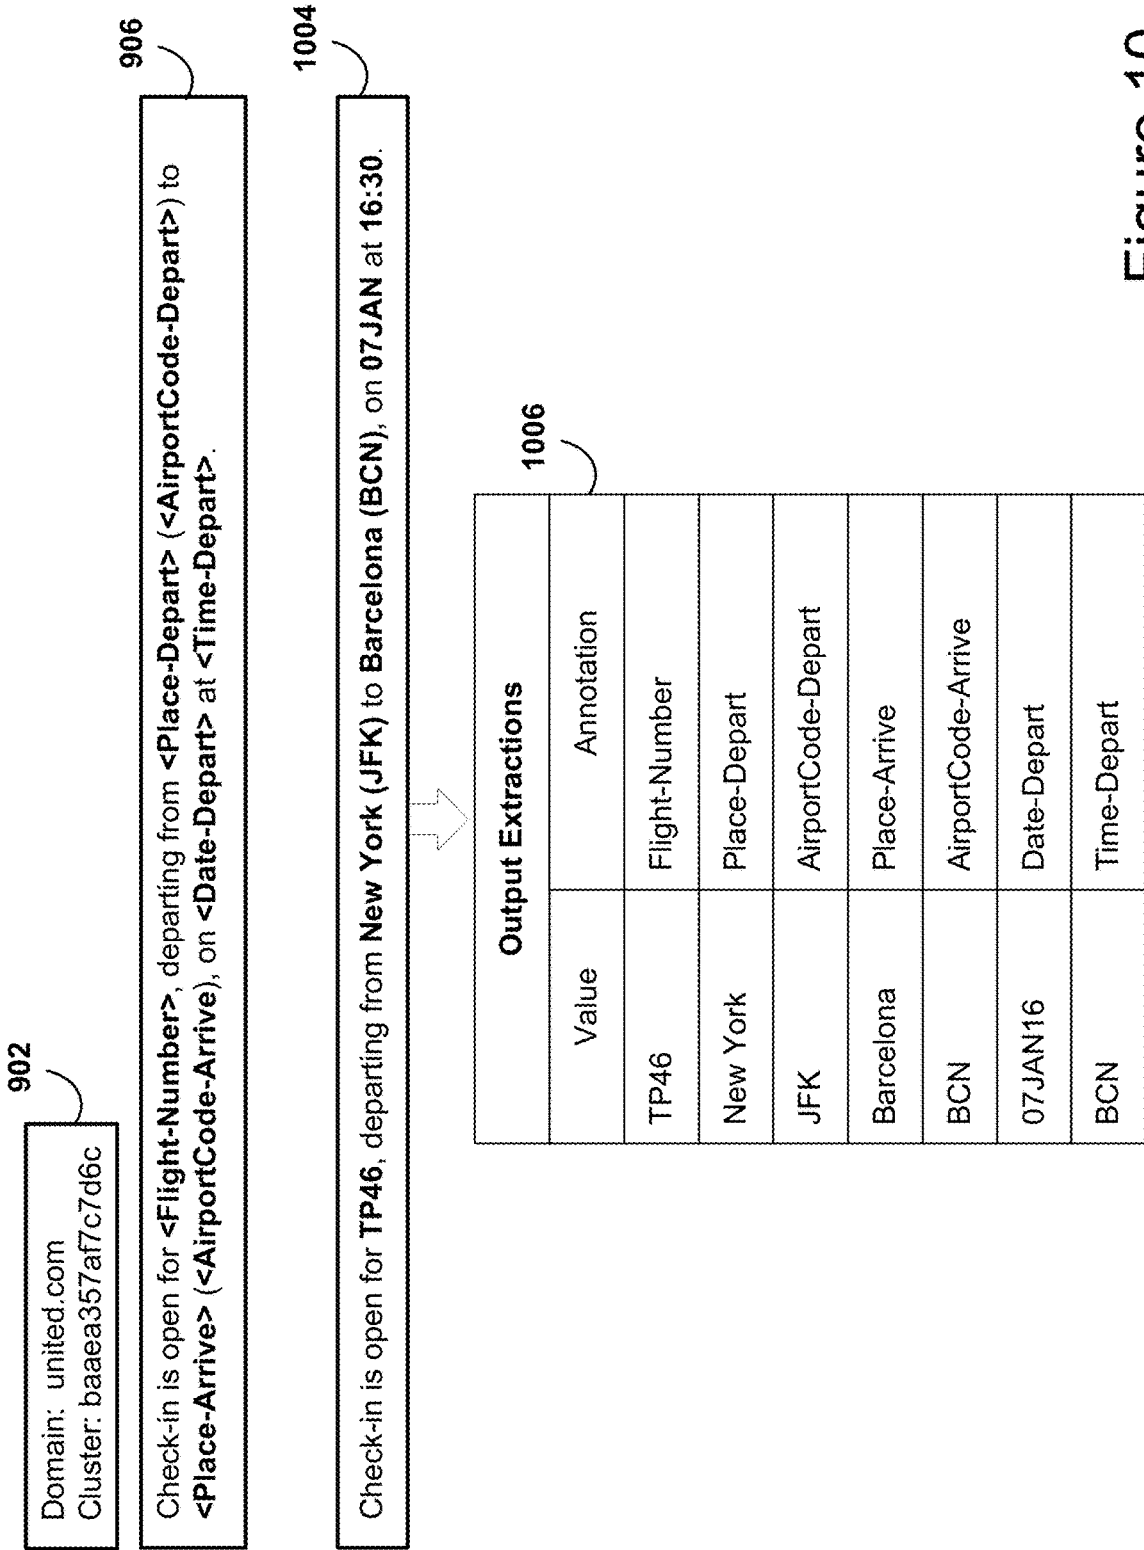 902
Domain: united.com
Cluster: baaea357af7c7d6c
906
Check-in is open for <Flight-Number>, departing from <Place-Depart> (<AirportCode-Depart>) to
<Place-Arrive> (<AirportCode-Arrive), on <Date-Depart> at <Time-Depart>.
1004
Check-in is open for TP46, departing from New York (JFK) to Barcelona (BCN), on 07JAN at 16:30.
1006
Output Extractions
Value Annotation
TP46 Flight-Number
New York Place-Depart
JFK AirportCode-Depart
Barcelona Place-Arrive
BCN AirportCode-Arrive
07JAN16 Date-Depart
BCN Time-Depart
Figure 10